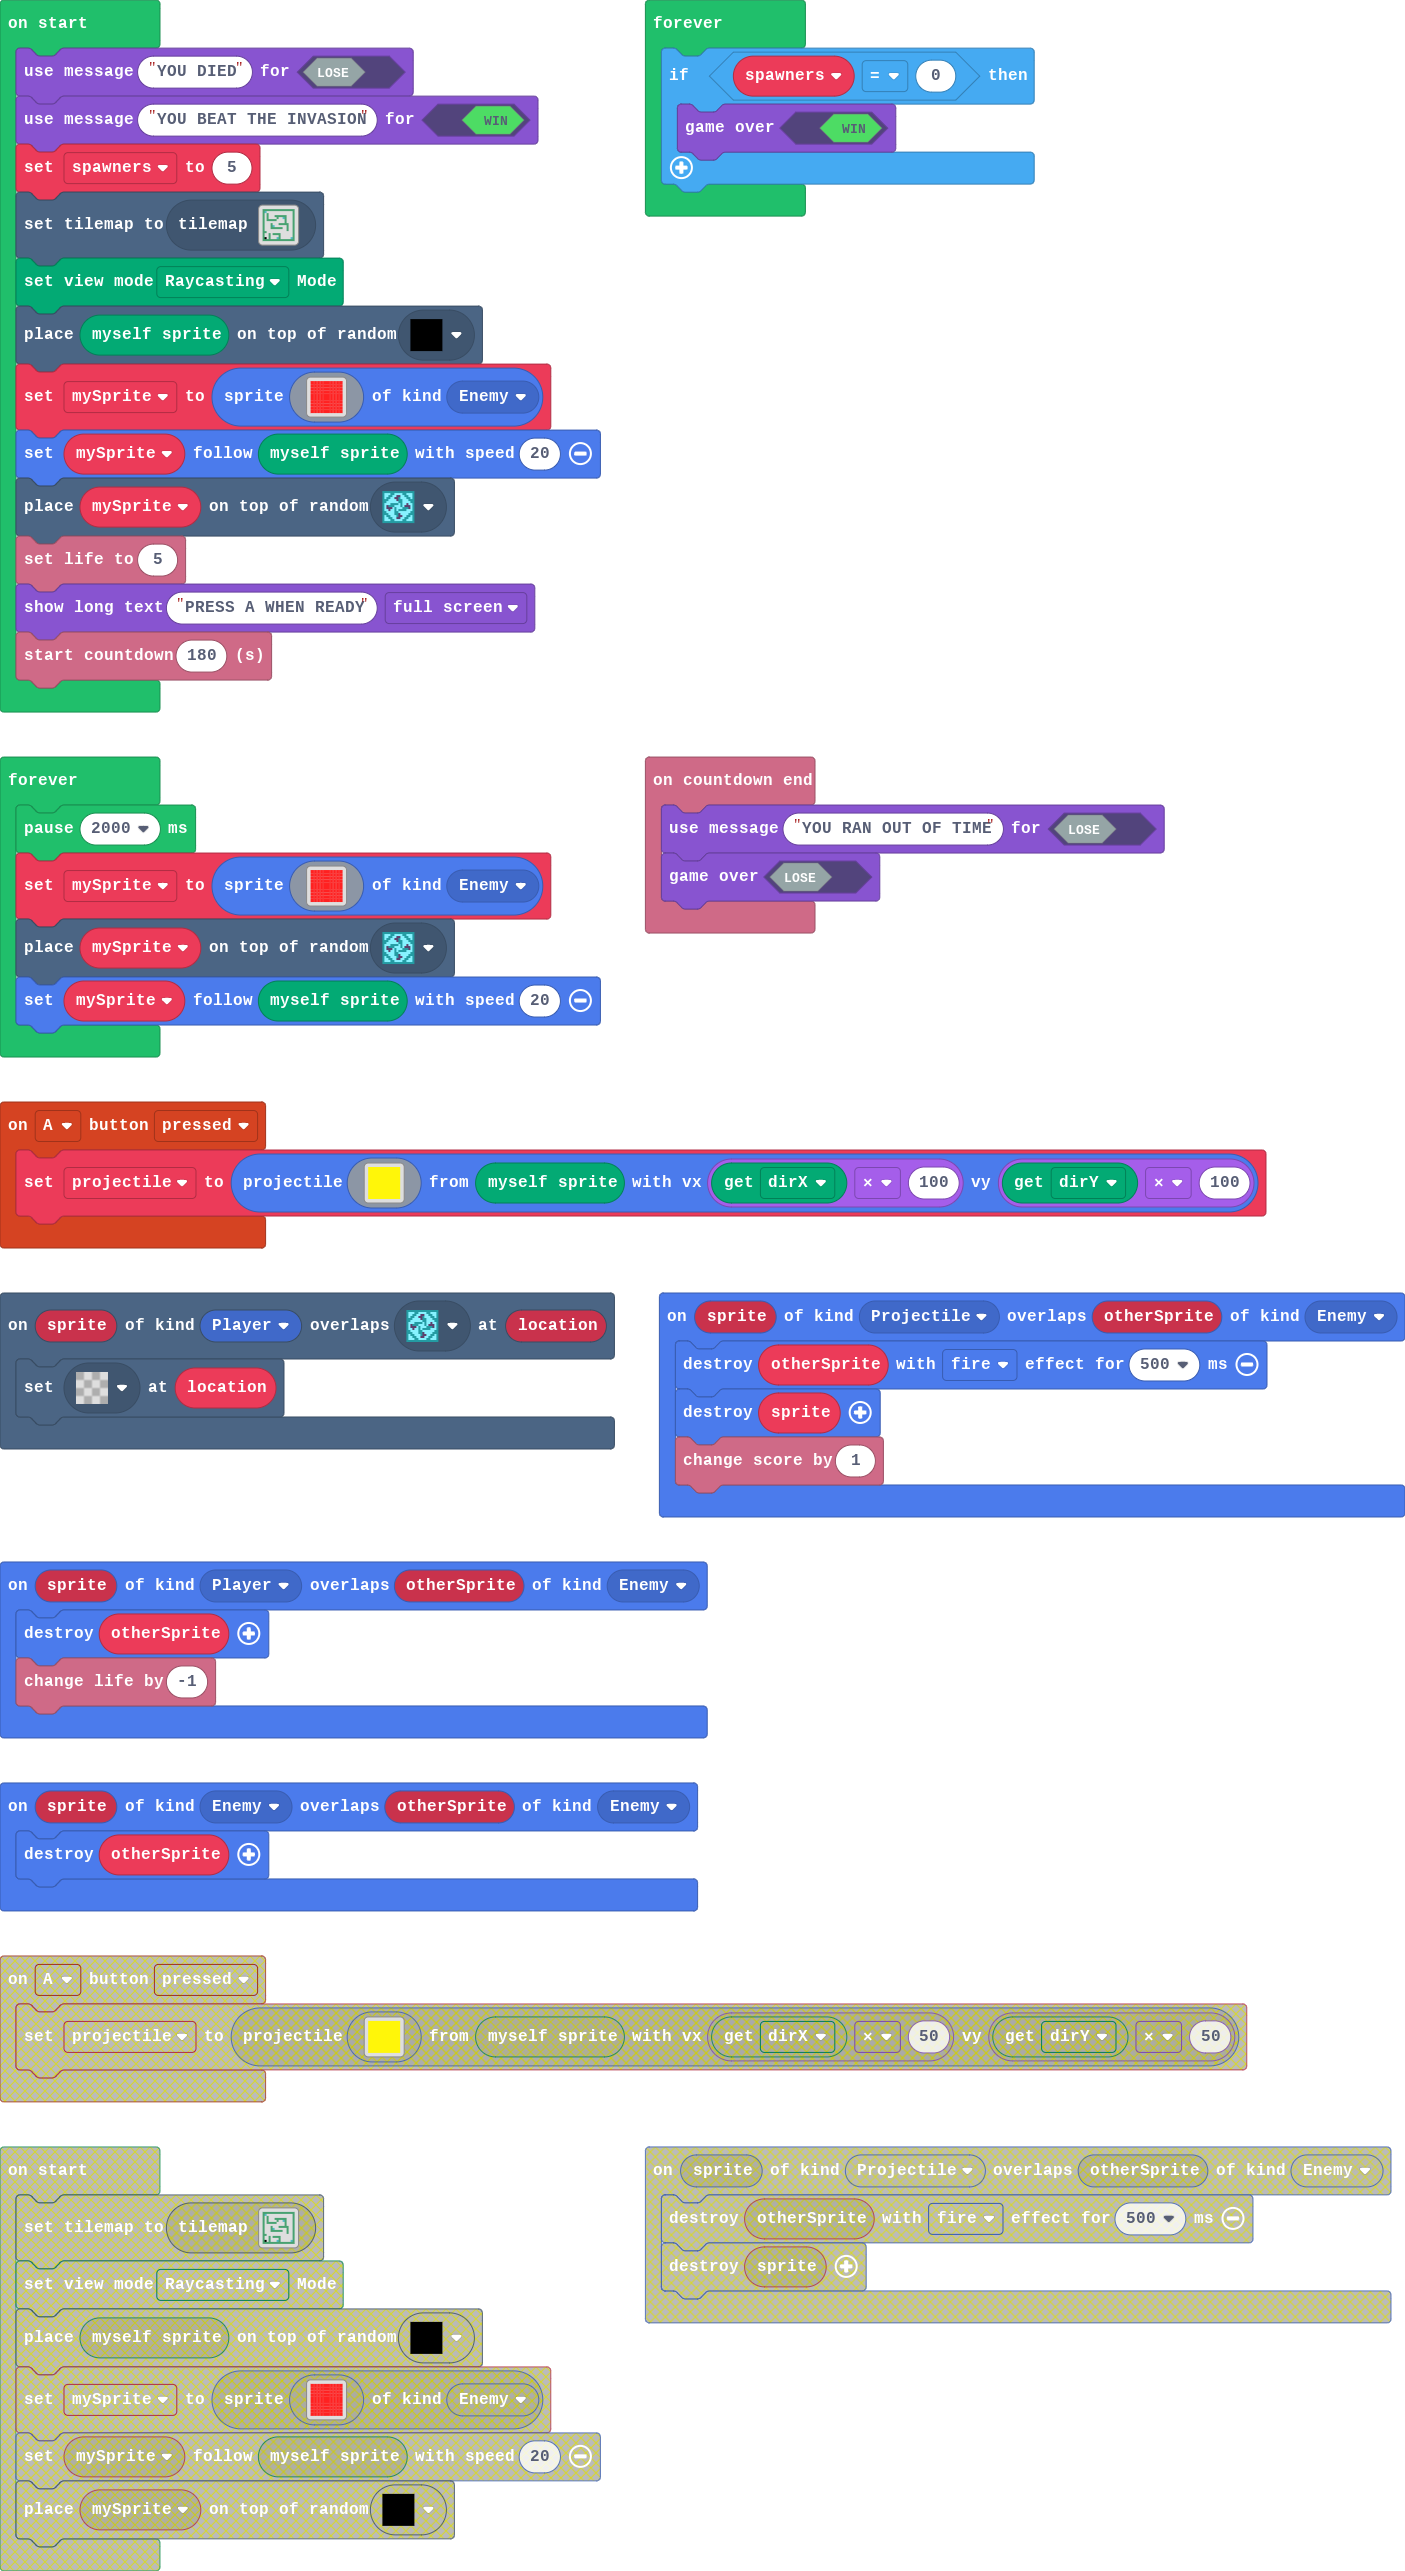 on start
use message "YOU DIED" for LOSE
use message "YOU BEAT THE INVASION" for WIN
set spawners to 5
set tilemap to tilemap
set view mode Raycasting Mode
place myself sprite on top of random
set mySprite to sprite of kind Enemy
set mySprite follow myself sprite with speed 20
place mySprite on top of random
set life to 5
show long text "PRESS A WHEN READY" full screen
start countdown 180 (s)
forever
if spawners = 0 then
game over WIN
forever
pause 2000 ms
set mySprite to sprite of kind Enemy
place mySprite on top of random
set mySprite follow myself sprite with speed 20
on countdown end
use message "YOU RAN OUT OF TIME" for LOSE
game over LOSE
on A button pressed
set projectile to projectile from myself sprite with vx get dirX × 100 vy get dirY × 100
on sprite of kind Player overlaps at location
set at location
on sprite of kind Projectile overlaps otherSprite of kind Enemy
destroy otherSprite with fire effect for 500 ms
destroy sprite
change score by 1
on sprite of kind Player overlaps otherSprite of kind Enemy
destroy otherSprite
change life by -1
on sprite of kind Enemy overlaps otherSprite of kind Enemy
destroy otherSprite
on A button pressed
set projectile to projectile from myself sprite with vx get dirX × 50 vy get dirY × 50
on start
set tilemap to tilemap
set view mode Raycasting Mode
place myself sprite on top of random
set mySprite to sprite of kind Enemy
set mySprite follow myself sprite with speed 20
place mySprite on top of random
on sprite of kind Projectile overlaps otherSprite of kind Enemy
destroy otherSprite with fire effect for 500 ms
destroy sprite